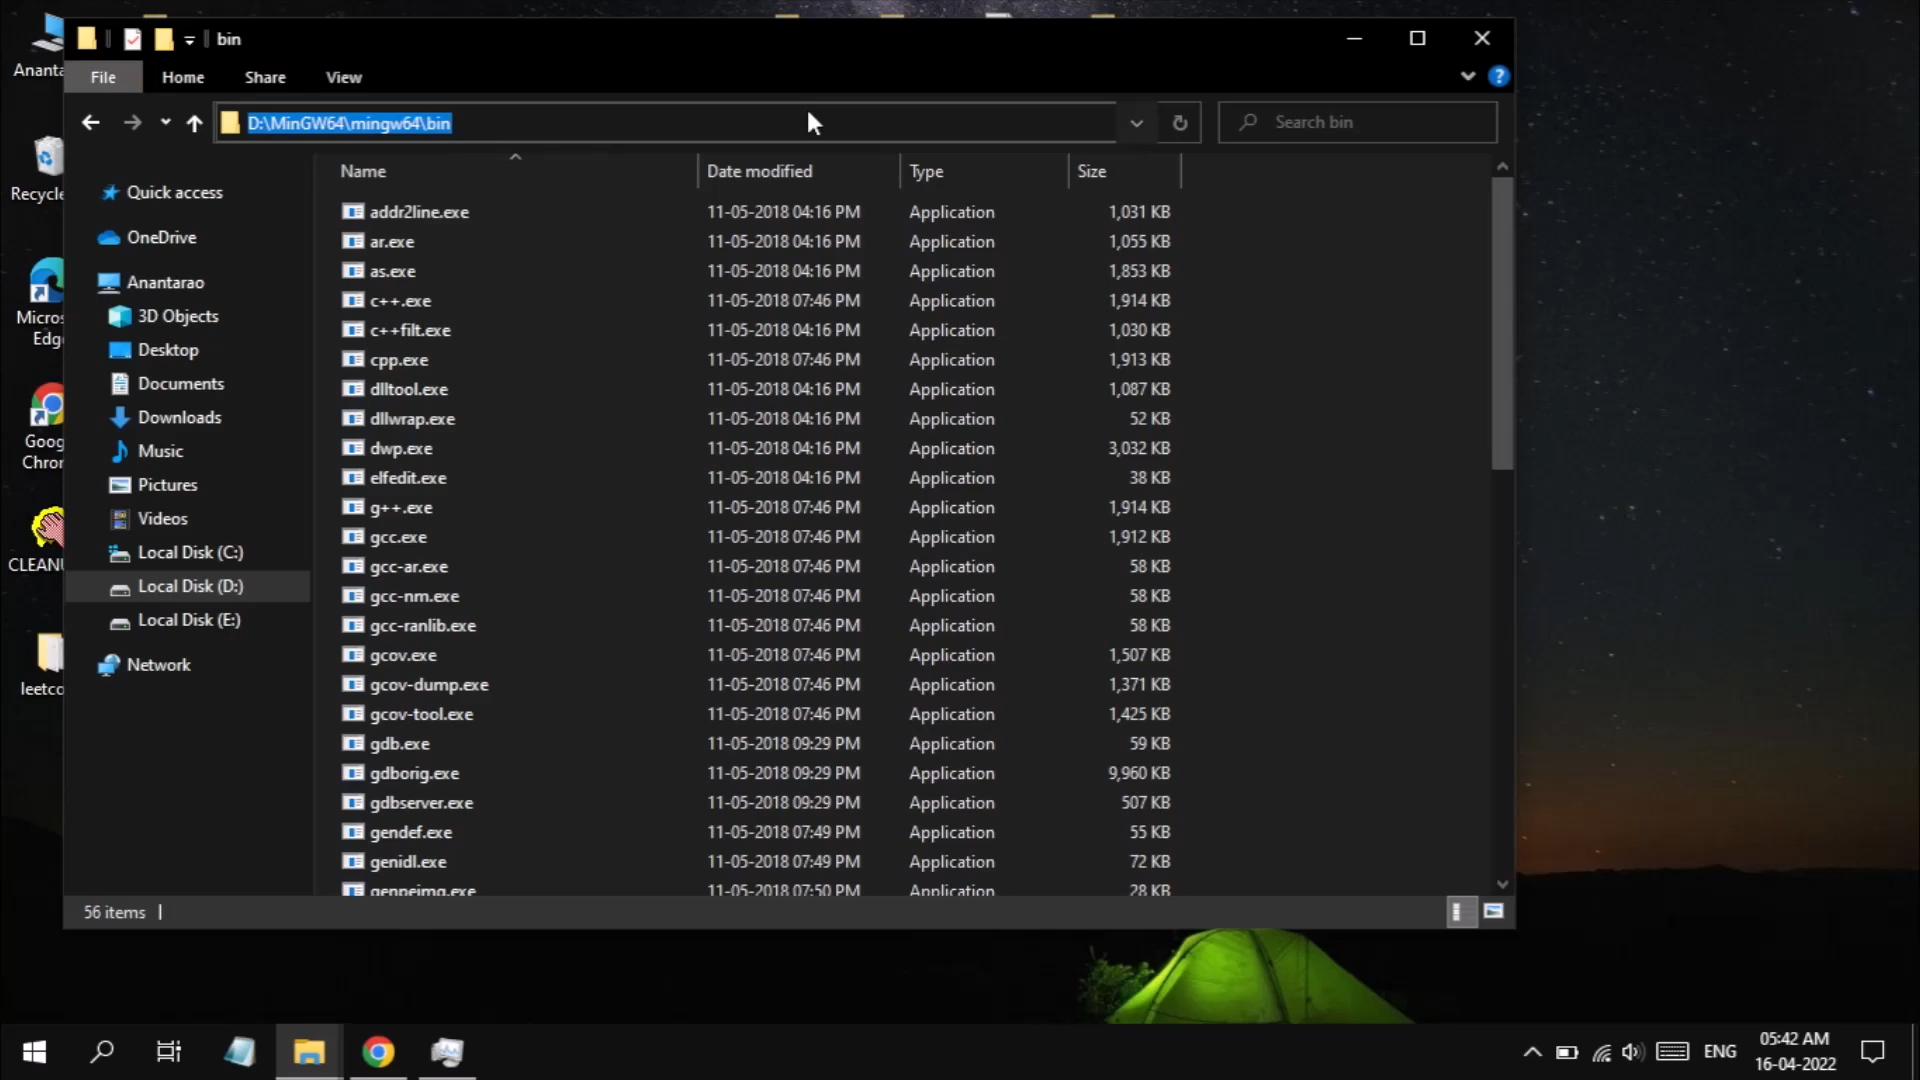 bin
File Home Share View
D:\MinGW64\mingw64\bin
Search bin
Name Date modified Type Size
Quick access
OneDrive
Anantarao
3D Objects
Desktop
Documents
Downloads
Music
Pictures
Videos
Local Disk (C:)
Local Disk (D:)
Local Disk (E:)
Network
addr2line.exe 11-05-2018 04:16 PM Application 1,031 KB
ar.exe 11-05-2018 04:16 PM Application 1,055 KB
as.exe 11-05-2018 04:16 PM Application 1,853 KB
c++.exe 11-05-2018 07:46 PM Application 1,914 KB
c++filt.exe 11-05-2018 04:16 PM Application 1,030 KB
cpp.exe 11-05-2018 07:46 PM Application 1,913 KB
dlltool.exe 11-05-2018 04:16 PM Application 1,087 KB
dllwrap.exe 11-05-2018 04:16 PM Application 52 KB
dwp.exe 11-05-2018 04:16 PM Application 3,032 KB
elfedit.exe 11-05-2018 04:16 PM Application 38 KB
g++.exe 11-05-2018 07:46 PM Application 1,914 KB
gcc.exe 11-05-2018 07:46 PM Application 1,912 KB
gcc-ar.exe 11-05-2018 07:46 PM Application 58 KB
gcc-nm.exe 11-05-2018 07:46 PM Application 58 KB
gcc-ranlib.exe 11-05-2018 07:46 PM Application 58 KB
gcov.exe 11-05-2018 07:46 PM Application 1,507 KB
gcov-dump.exe 11-05-2018 07:46 PM Application 1,371 KB
gcov-tool.exe 11-05-2018 07:46 PM Application 1,425 KB
gdb.exe 11-05-2018 09:29 PM Application 59 KB
gdborig.exe 11-05-2018 09:29 PM Application 9,960 KB
gdbserver.exe 11-05-2018 09:29 PM Application 507 KB
gendef.exe 11-05-2018 07:49 PM Application 55 KB
genidl.exe 11-05-2018 07:49 PM Application 72 KB
genpeimg.exe 11-05-2018 07:50 PM Application 28 KB
56 items
Ananta
Recycle
Micros
Edge
Goog
Chron
CLEANU
leetco
ENG
05:42 AM
16-04-2022